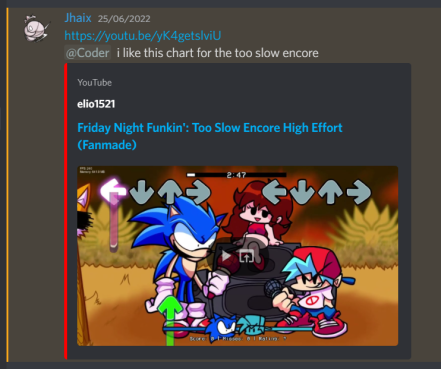 Jhaix 25/06/2022
https://youtu.be/yK4getslviU
@Coder i like this chart for the too slow encore
YouTube
elio1521
Friday Night Funkin': Too Slow Encore High Effort
(Fanmade)
2:47